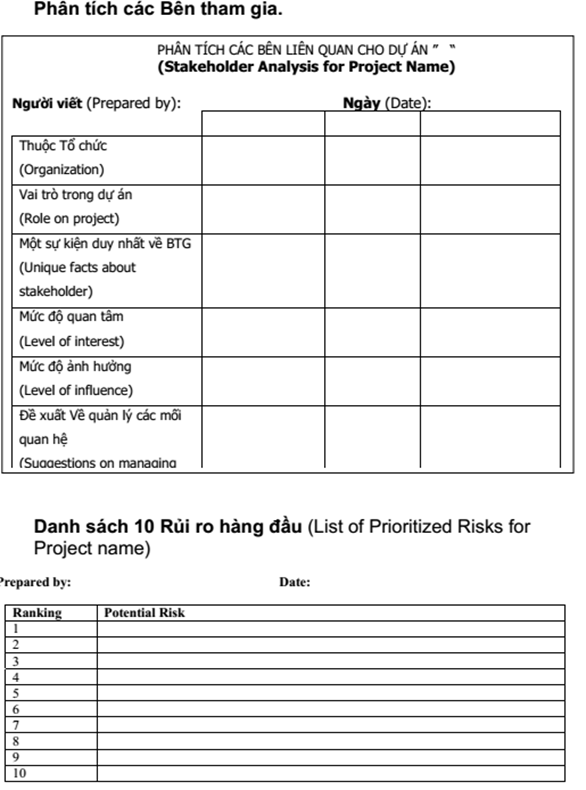 Phân tích các Bên tham gia.
PHÂN TÍCH CÁC BÊN LIÊN QUAN CHO DỰ ÁN " "
(Stakeholder Analysis for Project Name)
Người viết (Prepared by): Ngày (Date):
Thuộc Tổ chức
(Organization)
Vai trò trong dự án
(Role on project)
Một sự kiện duy nhất về BTG
(Unique facts about
stakeholder)
Mức độ quan tâm
(Level of interest)
Mức độ ảnh hưởng
(Level of influence)
Đề xuất Về quản lý các mối
quan hệ
(Suggestions on managing
Danh sách 10 Rủi ro hàng đầu (List of Prioritized Risks for
Project name)
Prepared by: Date:
Ranking Potential Risk
1
2
3
4
5
6
7
8
9
10